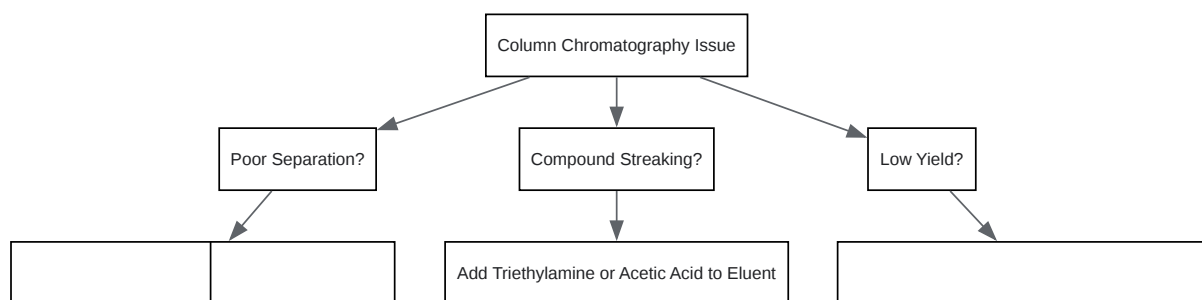 Column Chromatography Issue
Poor Separation?
Compound Streaking?
Low Yield?
Add Triethylamine or Acetic Acid to Eluent